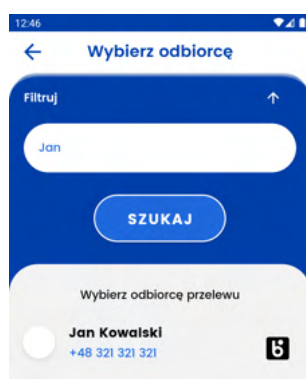 12:46
Wybierz odbiorcę
Filtruj
Jan
SZUKAJ
Wybierz odbiorcę przelewu
Jan Kowalski
+48 321 321 321